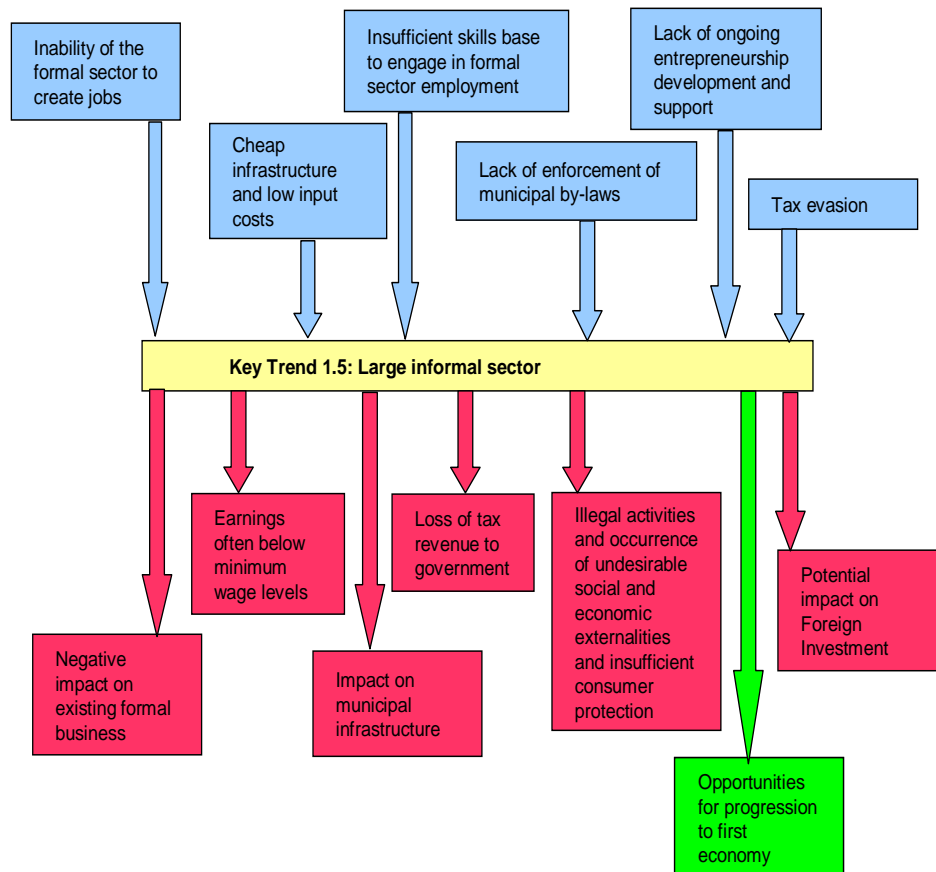 Inability of the
formal sector to
create jobs
Insufficient skills base
to engage in formal
sector employment
Lack of ongoing
entrepreneurship
development and
support
Cheap
infrastructure
and low input
costs
Lack of enforcement of
municipal by-laws
Tax evasion
Key Trend 1.5: Large informal sector
Earnings
often below
minimum
wage levels
Loss of tax
revenue to
government
Illegal activities
and occurrence
of undesirable
social and
economic
externalities
and insufficient
consumer
protection
Potential
impact on
Foreign
Investment
Negative
impact on
existing formal
business
Impact on
municipal
infrastructure
Opportunities
for progression
to first
economy